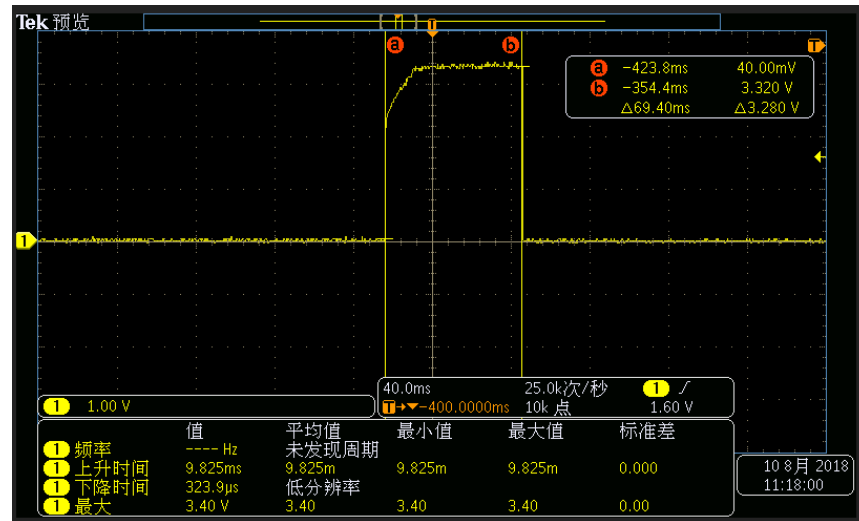 Tek 预览
T
a b
T
a -423.8ms 40.00mV
b -354.4ms 3.320 V
△69.40ms △3.280 V
1
1 1.00 V
40.0ms 25.0k次/秒 1 ∫
T→▼-400.0000ms 10k 点 1.60 V
值 平均值 最小值 最大值 标准差
1 频率 ---- Hz 未发现周期
1 上升时间 9.825ms 9.825m 9.825m 9.825m 0.000
1 下降时间 323.9µs 低分辨率
1 最大 3.40 V 3.40 3.40 3.40 0.00
10 8月 2018
11:18:00